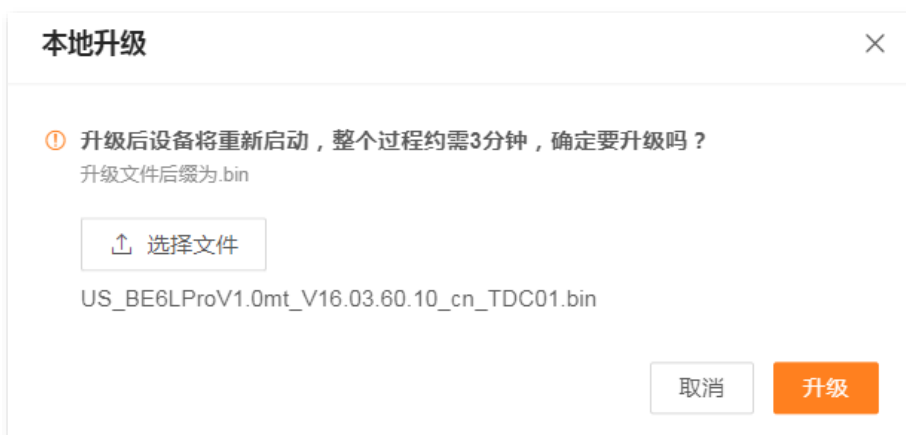 本地升级
升级后设备将重新启动，整个过程约需3分钟，确定要升级吗？
升级文件后缀为.bin
选择文件
US_BE6LProV1.0mt_V16.03.60.10_cn_TDC01.bin
取消 升级